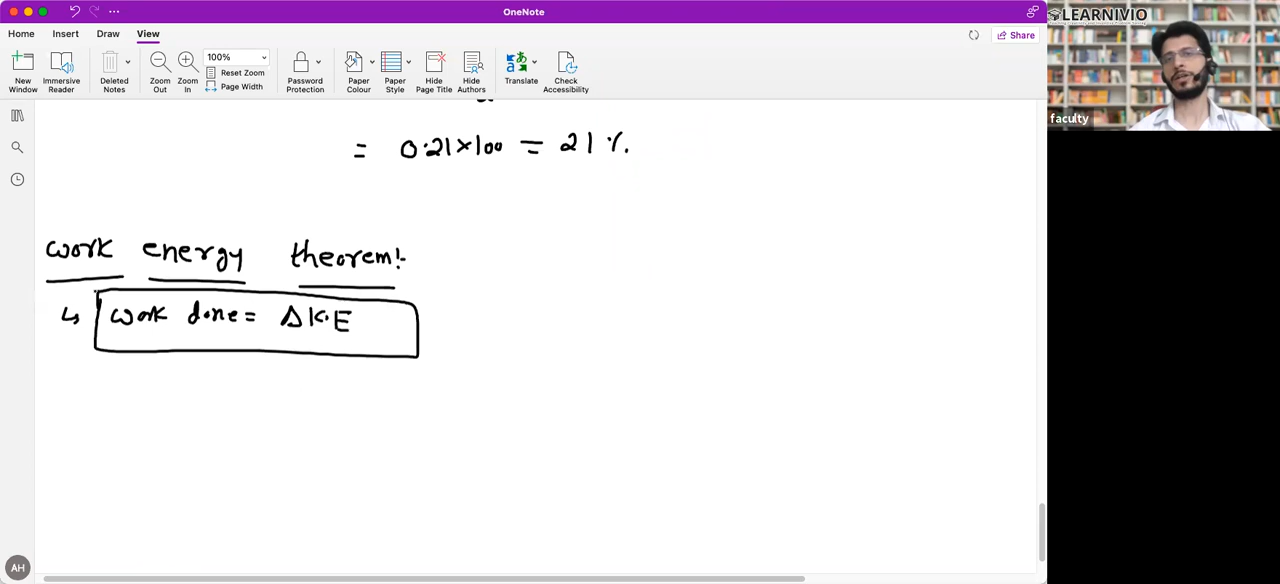 OneNote
LEARNIVIO
Home Insert Draw View
Share
100%
Reset Zoom
Page Width
New Window
Immersive Reader
Deleted Notes
Zoom Out
Zoom In
Password Protection
Paper Colour
Paper Style
Hide Page Title
Hide Authors
Translate
Check Accessibility
faculty
= 0.21×100 = 21 %.
work energy theorem:-
↳ work done = ΔK.E
AH